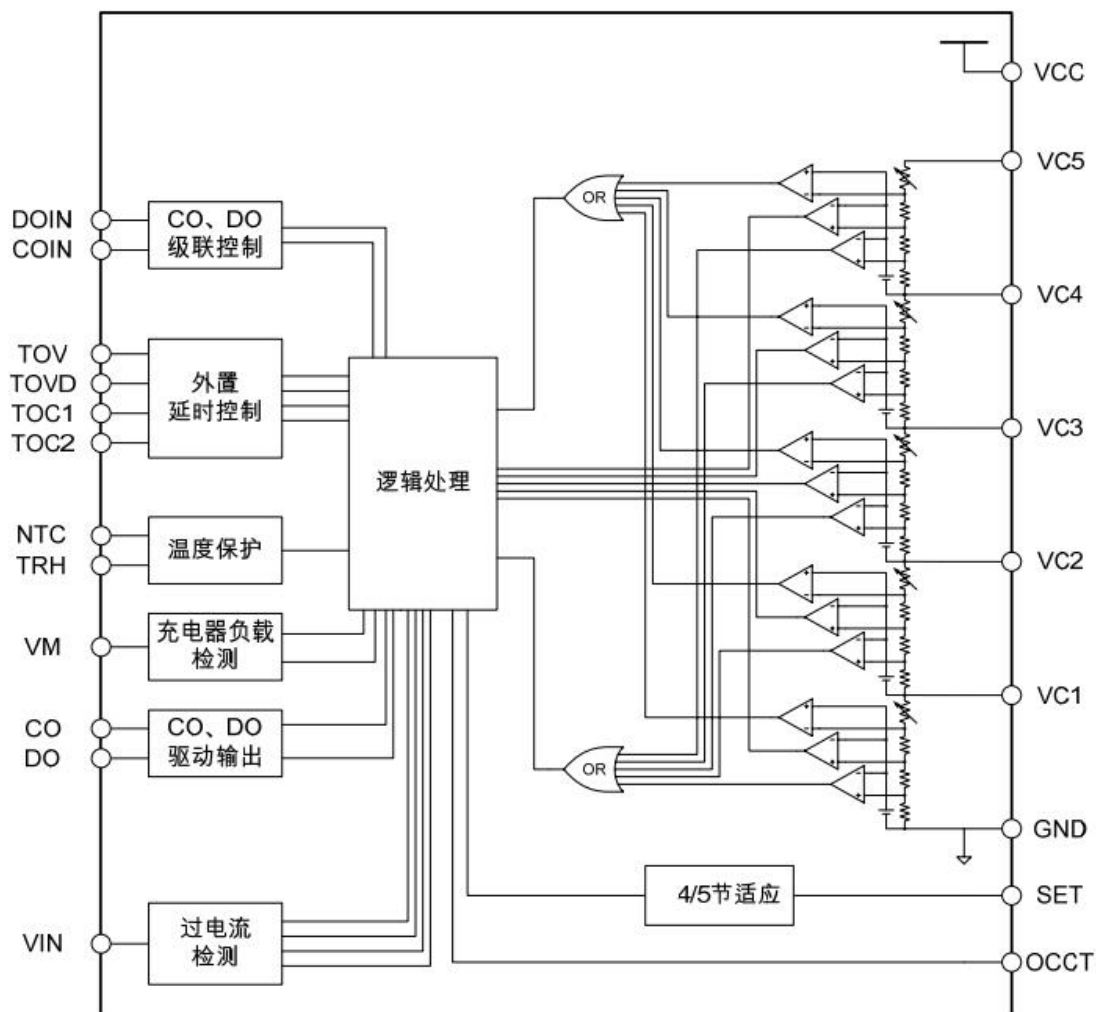 VCC
VC5
OR
DOIN
COIN
CO、DO
级联控制
VC4
TOV
TOVD
TOC1
TOC2
外置
延时控制
VC3
逻辑处理
NTC
TRH
温度保护
VC2
VM
充电器负载
检测
VC1
CO
DO
CO、DO
驱动输出
OR
GND
4/5节适应
SET
VIN
过电流
检测
OCCT